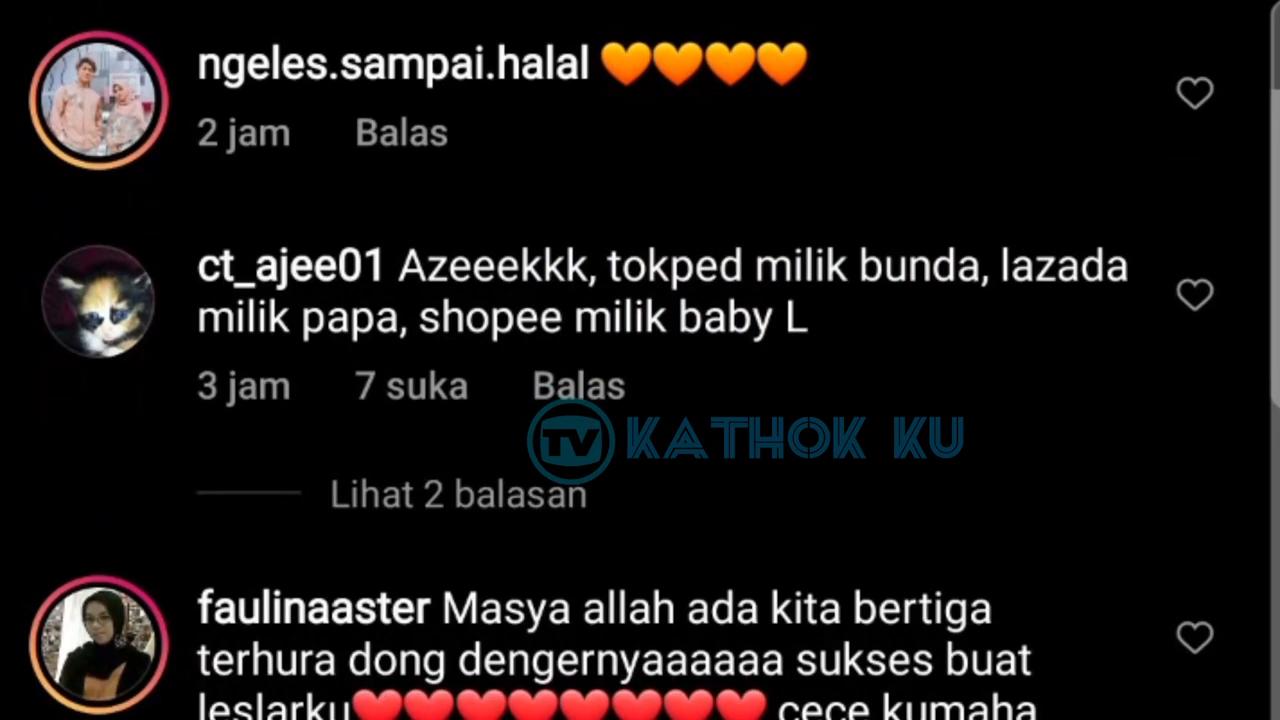 ngeles.sampai.halal 🧡🧡🧡🧡
2 jam Balas
ct_ajee01 Azeeekkk, tokped milik bunda, lazada
milik papa, shopee milik baby L
3 jam 7 suka Balas
TV KATHOK KU
Lihat 2 balasan
faulinaaster Masya allah ada kita bertiga
terhura dong dengernyaaaaaa sukses buat
leslarku❤️❤️❤️❤️❤️❤️❤️❤️ cece kumaha